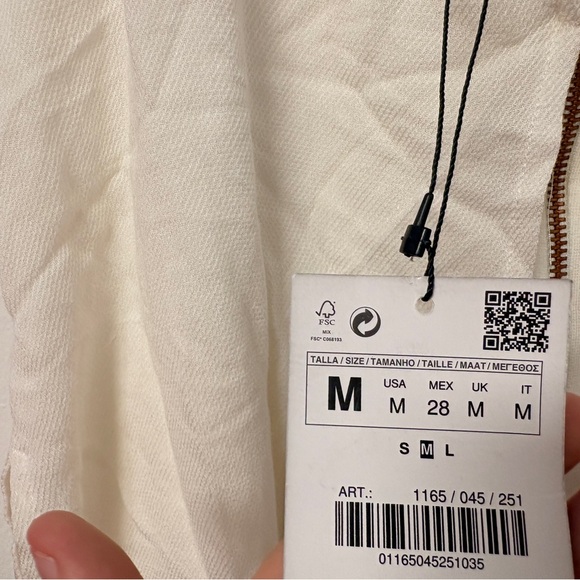 FSC
MIX
FSC® C068193
TALLA / SIZE / TAMANHO / TAILLE / MAAT / ΜΕΓΕΘΟΣ
M USA M MEX 28 UK M IT M
S M L
ART.: 1165 / 045 / 251
01165045251035